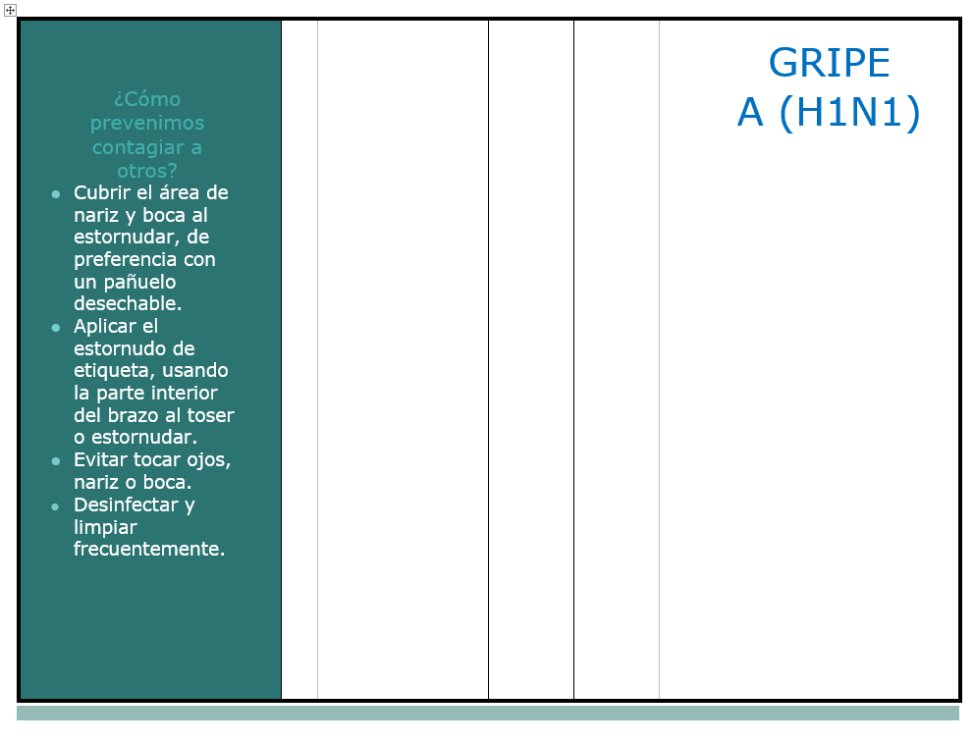 ¿Cómo
prevenimos
contagiar a
otros?
● Cubrir el área de
nariz y boca al
estornudar, de
preferencia con
un pañuelo
desechable.
● Aplicar el
estornudo de
etiqueta, usando
la parte interior
del brazo al toser
o estornudar.
● Evitar tocar ojos,
nariz o boca.
● Desinfectar y
limpiar
frecuentemente.
GRIPE
A (H1N1)